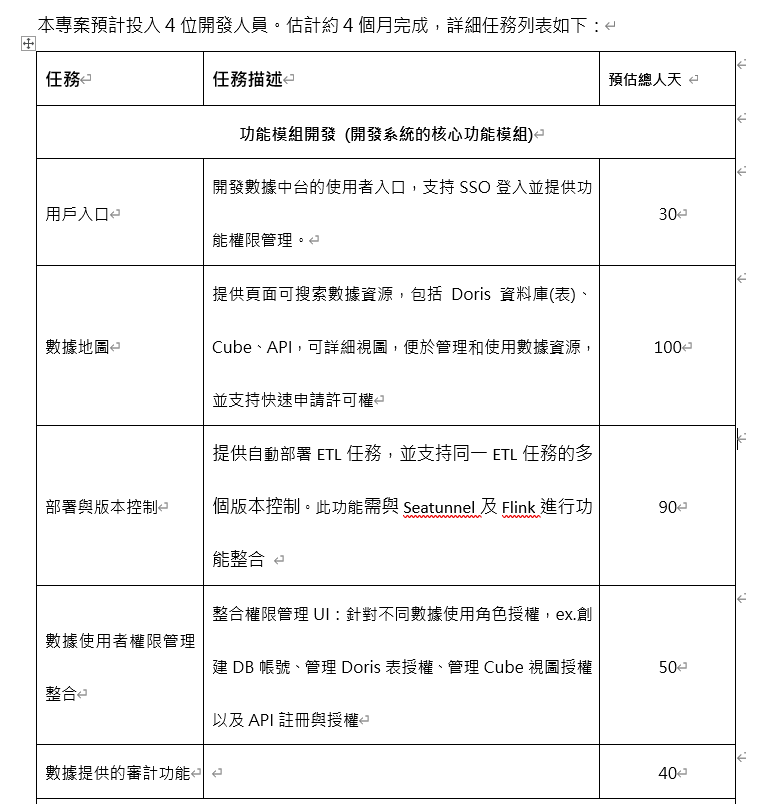 本專案預計投入 4 位開發人員。估計約 4 個月完成，詳細任務列表如下：
任務
任務描述
預估總人天
功能模組開發 (開發系統的核心功能模組)
用戶入口
開發數據中台的使用者入口，支持 SSO 登入並提供功
能權限管理。
30
數據地圖
提供頁面可搜索數據資源，包括 Doris 資料庫(表)、
Cube、API，可詳細視圖，便於管理和使用數據資源，
並支持快速申請許可權
100
部署與版本控制
提供自動部署 ETL 任務，並支持同一 ETL 任務的多
個版本控制。此功能需與 Seatunnel 及 Flink 進行功
能整合
90
數據使用者權限管理
整合
整合權限管理 UI：針對不同數據使用角色授權，ex.創
建 DB 帳號、管理 Doris 表授權、管理 Cube 視圖授權
以及 API 註冊與授權
50
數據提供的審計功能
40